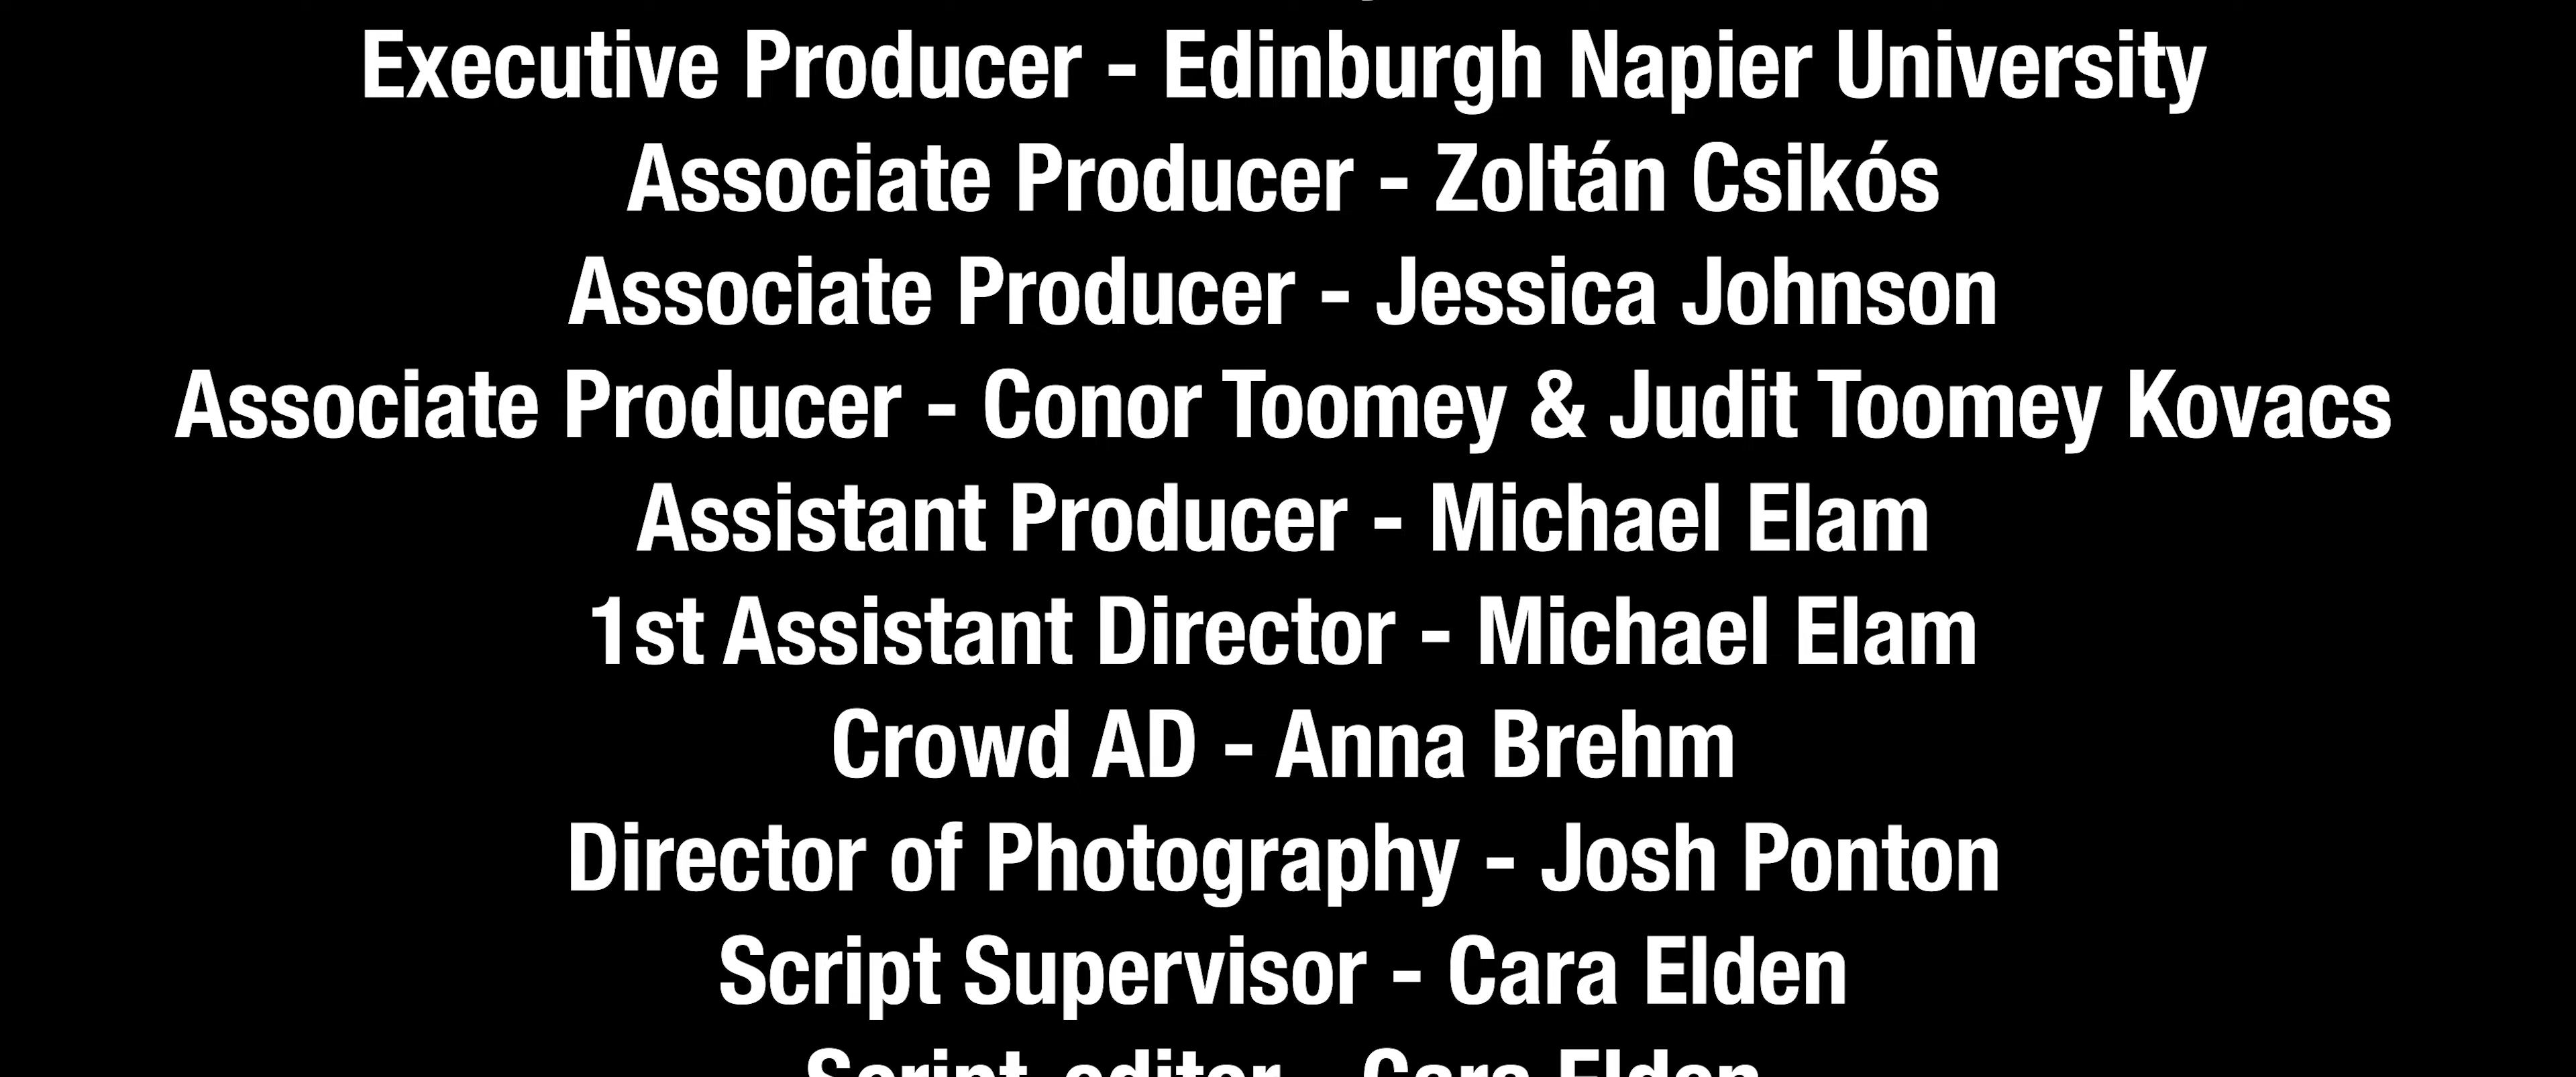 Executive Producer - Edinburgh Napier University
Associate Producer - Zoltán Csikós
Associate Producer - Jessica Johnson
Associate Producer - Conor Toomey & Judit Toomey Kovacs
Assistant Producer - Michael Elam
1st Assistant Director - Michael Elam
Crowd AD - Anna Brehm
Director of Photography - Josh Ponton
Script Supervisor - Cara Elden
Script editor - Cara Elden